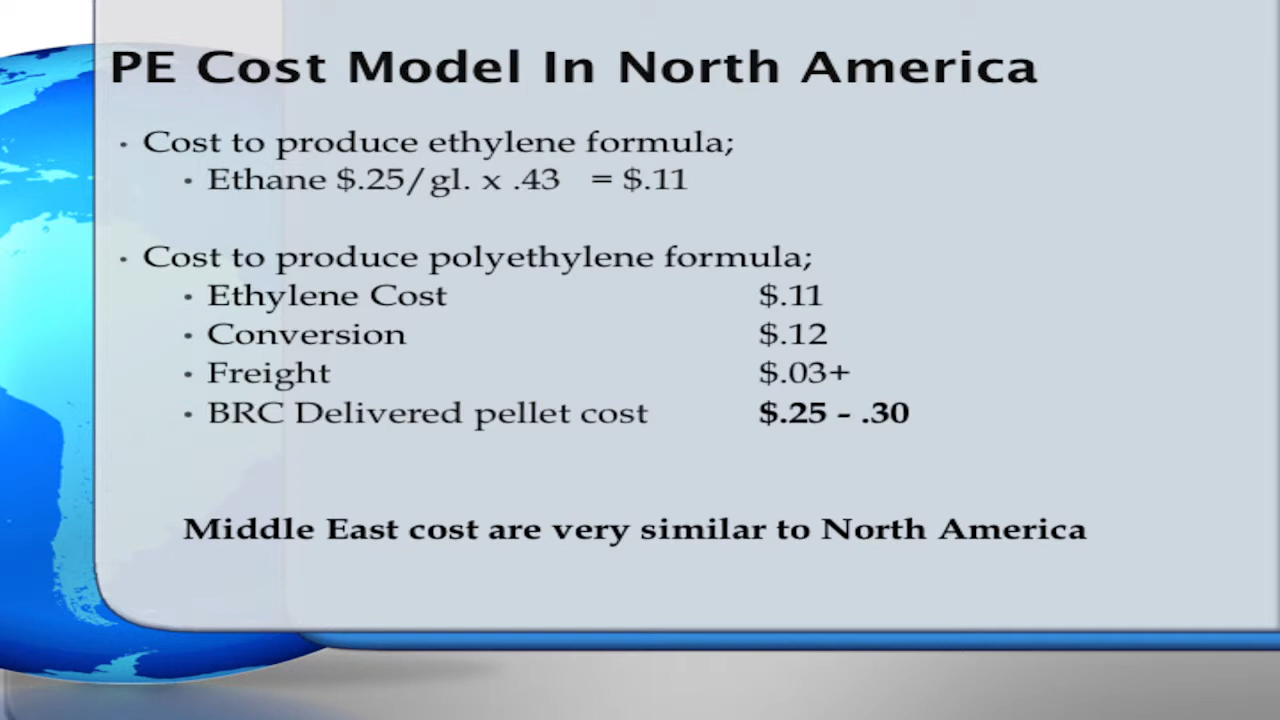 PE Cost Model In North America
• Cost to produce ethylene formula;
• Ethane $.25/gl. x .43 = $.11
• Cost to produce polyethylene formula;
• Ethylene Cost $.11
• Conversion $.12
• Freight $.03+
• BRC Delivered pellet cost $.25 - .30
Middle East cost are very similar to North America